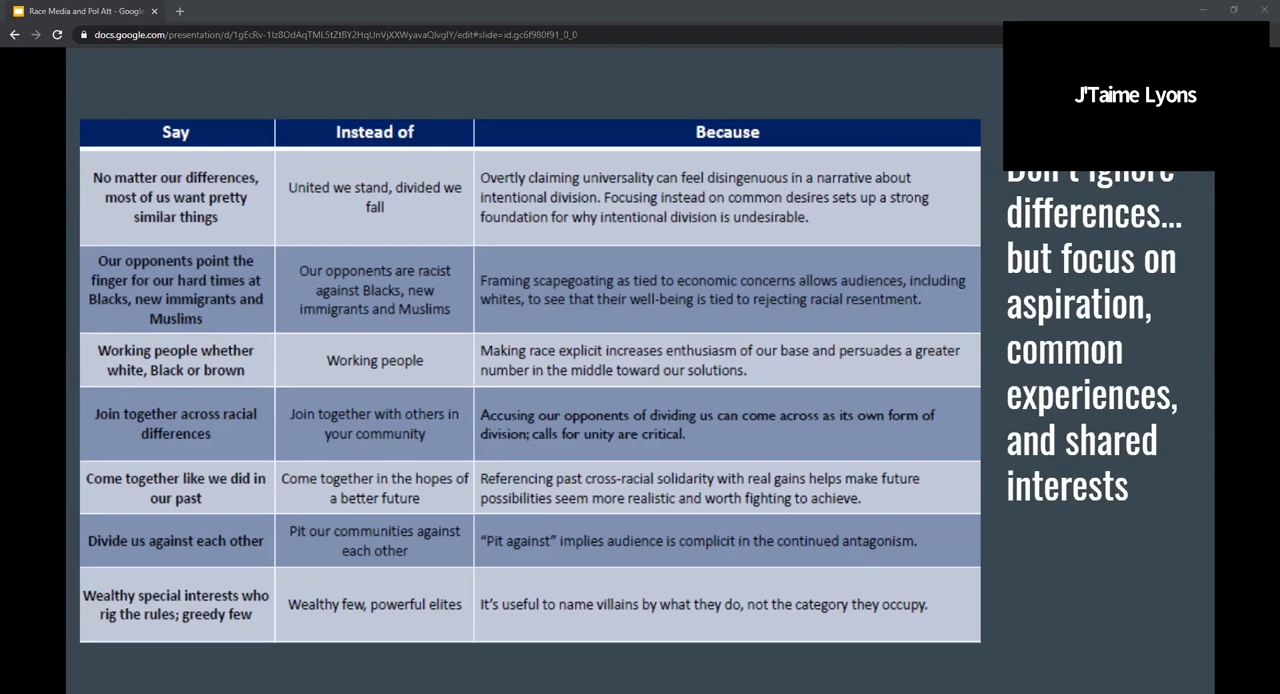 Race Media and Pol Att - Googl
docs.google.com/presentation/d/1gEcRv-1Iz8OdAqTML5tZtBY2HqUnVjXXWyavaQIvgIY/edit#slide=id.gc6f980f91_0_0
J'Taime Lyons
Say
Instead of
Because
No matter our differences,
most of us want pretty
similar things
United we stand, divided we
fall
Overtly claiming universality can feel disingenuous in a narrative about
intentional division. Focusing instead on common desires sets up a strong
foundation for why intentional division is undesirable.
Our opponents point the
finger for our hard times at
Blacks, new immigrants and
Muslims
Our opponents are racist
against Blacks, new
immigrants and Muslims
Framing scapegoating as tied to economic concerns allows audiences, including
whites, to see that their well-being is tied to rejecting racial resentment.
Working people whether
white, Black or brown
Working people
Making race explicit increases enthusiasm of our base and persuades a greater
number in the middle toward our solutions.
Join together across racial
differences
Join together with others in
your community
Accusing our opponents of dividing us can come across as its own form of
division; calls for unity are critical.
Come together like we did in
our past
Come together in the hopes of
a better future
Referencing past cross-racial solidarity with real gains helps make future
possibilities seem more realistic and worth fighting to achieve.
Divide us against each other
Pit our communities against
each other
“Pit against” implies audience is complicit in the continued antagonism.
Wealthy special interests who
rig the rules; greedy few
Wealthy few, powerful elites
It’s useful to name villains by what they do, not the category they occupy.
Don't ignore
differences...
but focus on
aspiration,
common
experiences,
and shared
interests